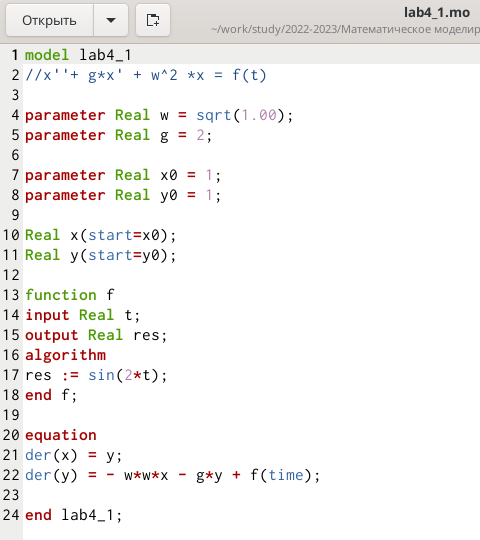 Открыть
lab4_1.mo
~/work/study/2022-2023/Математическое моделир
1 model lab4_1
2 //x''+ g*x' + w^2 *x = f(t)
3
4 parameter Real w = sqrt(1.00);
5 parameter Real g = 2;
6
7 parameter Real x0 = 1;
8 parameter Real y0 = 1;
9
10 Real x(start=x0);
11 Real y(start=y0);
12
13 function f
14 input Real t;
15 output Real res;
16 algorithm
17 res := sin(2*t);
18 end f;
19
20 equation
21 der(x) = y;
22 der(y) = - w*w*x - g*y + f(time);
23
24 end lab4_1;